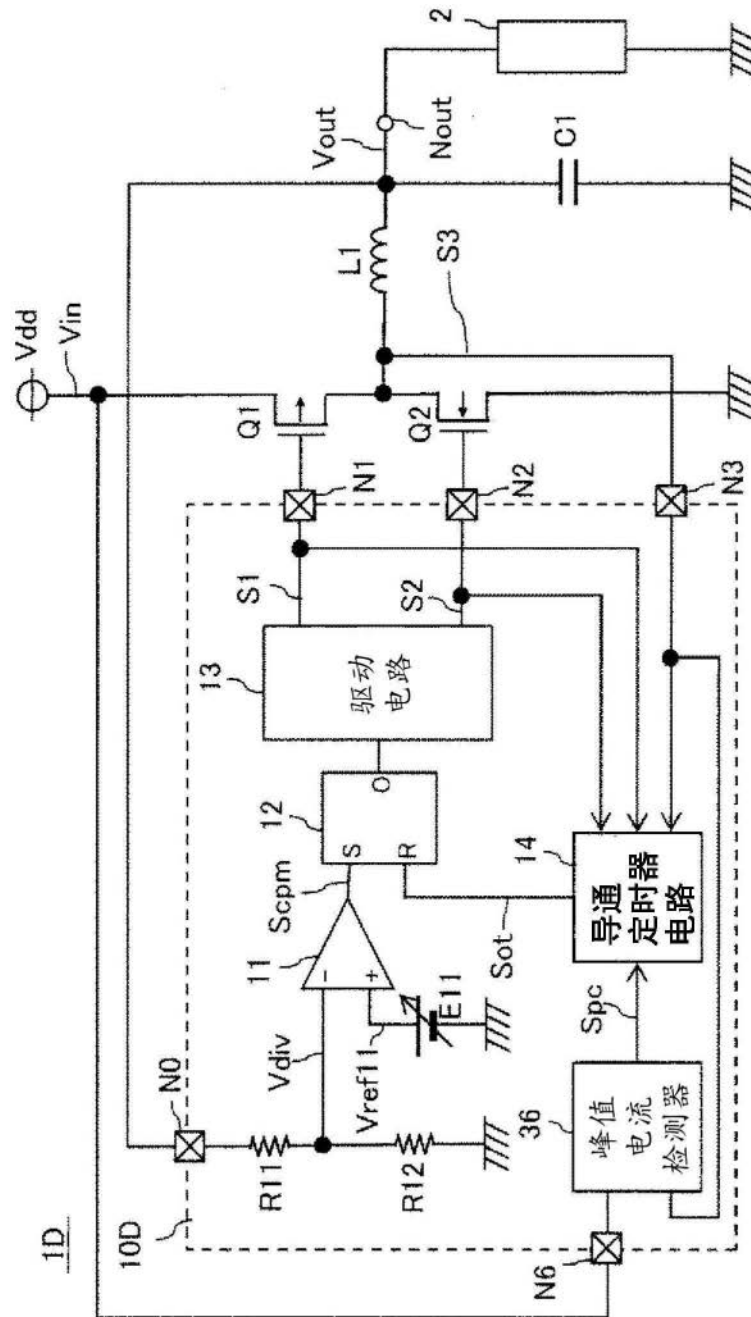 1D
Vdd
Vin
10D
N0
R11
R12
Vdiv
Vref11
E11
11
-
+
Scpm
12
S
R
O
13
驱动
电路
S1
S2
N1
N2
Q1
Q2
L1
Vout
Nout
2
C1
S3
N3
N6
36
峰值
电流
检测器
Spc
Sot
14
导通
定时器
电路